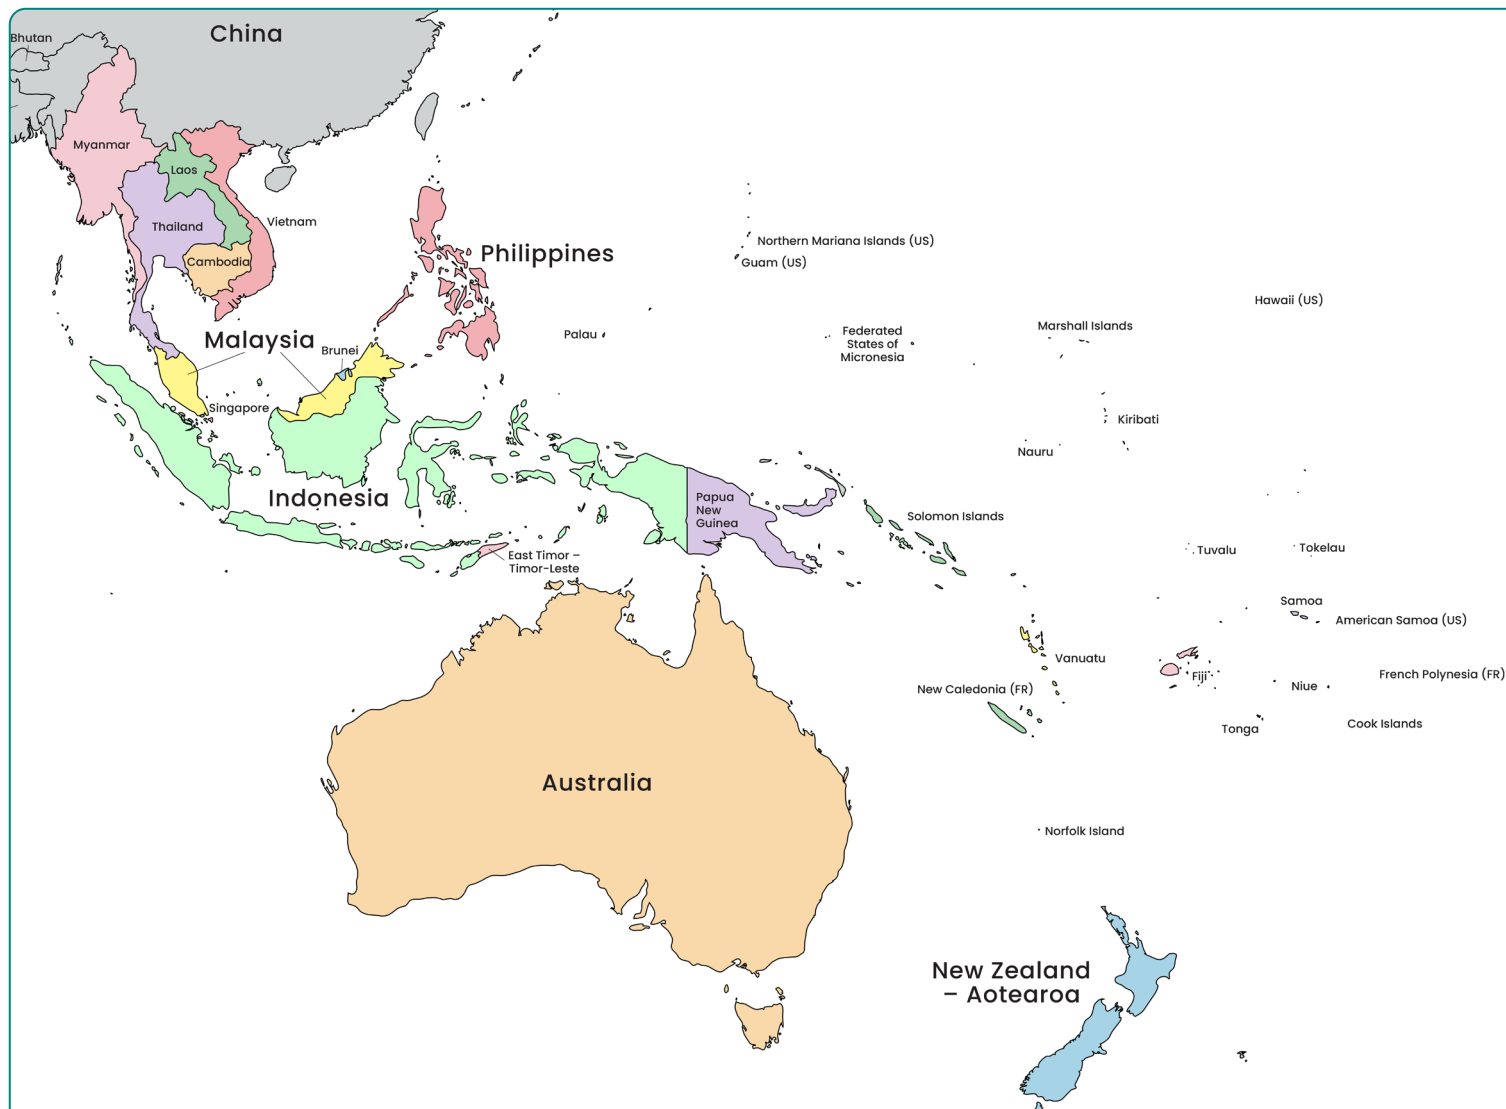 China
Bhutan
Myanmar
Laos
Vietnam
Thailand
Cambodia
Philippines
Northern Mariana Islands (US)
Guam (US)
Hawaii (US)
Malaysia
Brunei
Palau
Federated
States of
Micronesia
Marshall Islands
Singapore
Kiribati
Nauru
Indonesia
Papua
New
Guinea
Solomon Islands
East Timor –
Timor-Leste
Tuvalu
Tokelau
Samoa
American Samoa (US)
Vanuatu
Fiji
French Polynesia (FR)
New Caledonia (FR)
Niue
Tonga
Cook Islands
Australia
Norfolk Island
New Zealand
– Aotearoa